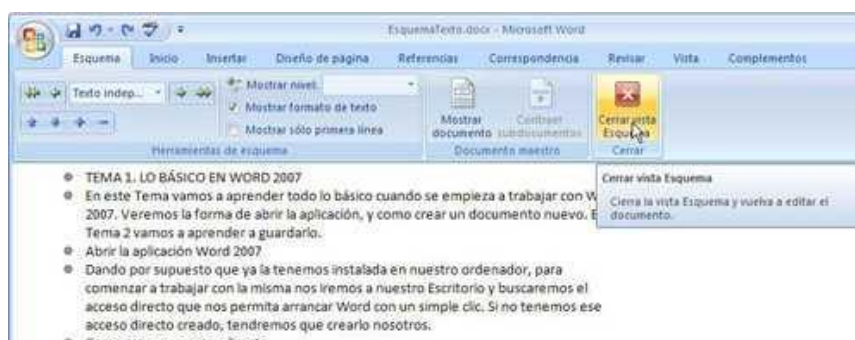 EsquemaTexto.docx - Microsoft Word
Esquema Inicio Insertar Diseño de página Referencias Correspondencia Revisar Vista Complementos
Texto indep...
Mostrar nivel:
Mostrar formato de texto
Mostrar sólo primera línea
Herramientas de esquema
Mostrar documento
Contraer subdocumentos
Documento maestro
Cerrar vista Esquema
Cerrar
Cerrar vista Esquema
Cierra la vista Esquema y vuelva a editar el
documento.
TEMA 1. LO BÁSICO EN WORD 2007
En este Tema vamos a aprender todo lo básico cuando se empieza a trabajar con W
2007. Veremos la forma de abrir la aplicación, y como crear un documento nuevo. E
Tema 2 vamos a aprender a guardarlo.
Abrir la aplicación Word 2007
Dando por supuesto que ya la tenemos instalada en nuestro ordenador, para
comenzar a trabajar con la misma nos iremos a nuestro Escritorio y buscaremos el
acceso directo que nos permita arrancar Word con un simple clic. Si no tenemos ese
acceso directo creado, tendremos que crearlo nosotros.